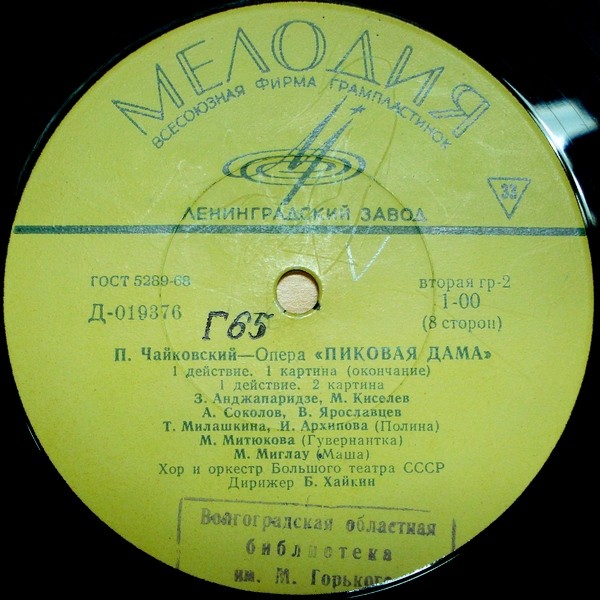 МЕЛОДИЯ
ВСЕСОЮЗНАЯ ФИРМА ГРАМПЛАСТИНОК
33
ЛЕНИНГРАДСКИЙ ЗАВОД
ГОСТ 5289-68
вторая гр-2
Д-019376
1-00
(8 сторон)
Г65
П. Чайковский—Опера «ПИКОВАЯ ДАМА»
1 действие. 1 картина (окончание)
1 действие. 2 картина
З. Анджапаридзе, М. Киселев
А. Соколов, В. Ярославцев
Т. Милашкина, И. Архипова (Полина)
М. Митюкова (Гувернантка)
М. Миглау (Маша)
Хор и оркестр Большого театра СССР
Дирижер Б. Хайкин
Волгоградская областная
библиотека
им. М. Горького